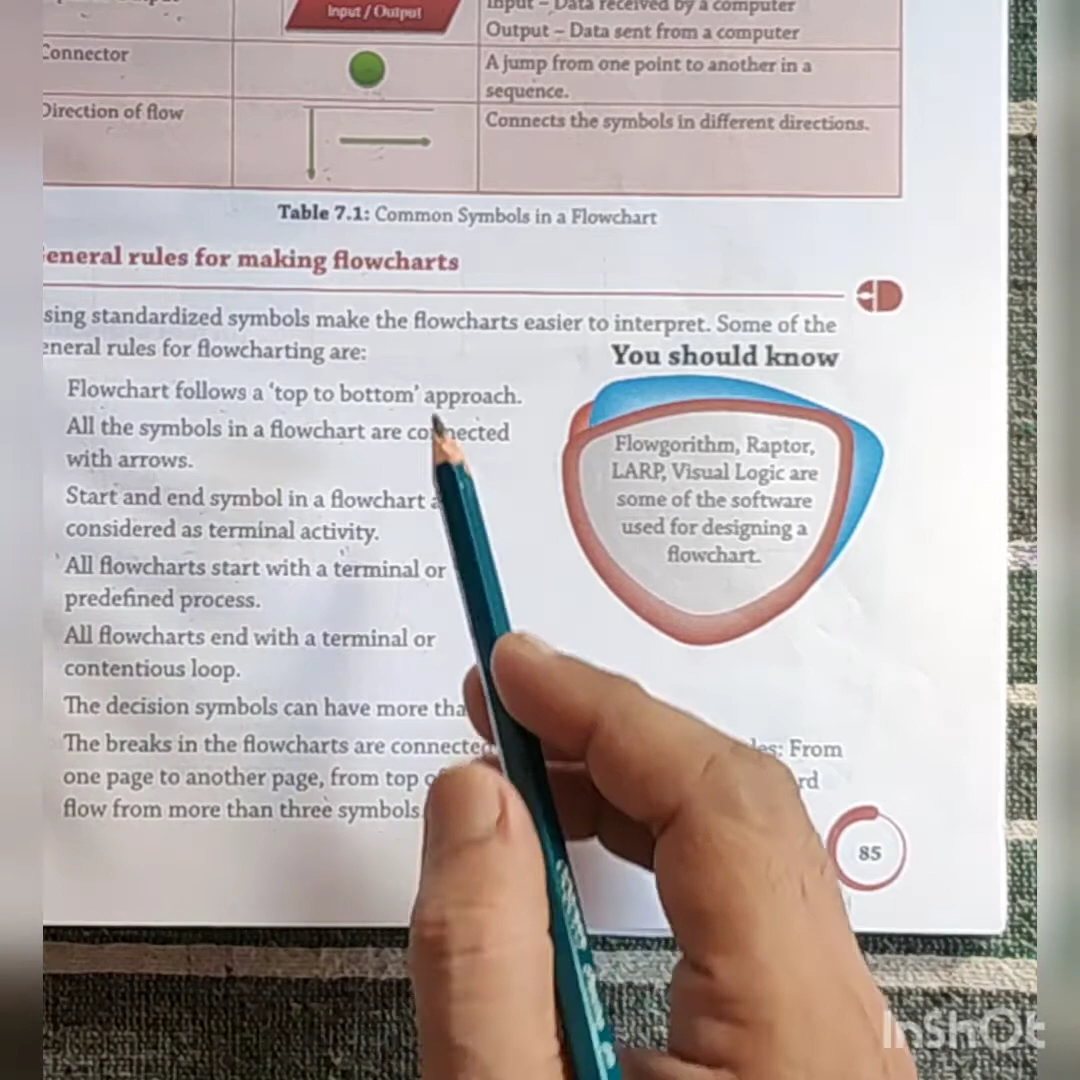 Input / Output
Input – Data received by a computer
Output – Data sent from a computer
Connector
A jump from one point to another in a
sequence.
Direction of flow
Connects the symbols in different directions.
Table 7.1: Common Symbols in a Flowchart
eneral rules for making flowcharts
sing standardized symbols make the flowcharts easier to interpret. Some of the
eneral rules for flowcharting are:
You should know
Flowchart follows a ‘top to bottom’ approach.
All the symbols in a flowchart are connected
with arrows.
Start and end symbol in a flowchart
considered as terminal activity.
All flowcharts start with a terminal or
predefined process.
All flowcharts end with a terminal or
contentious loop.
The decision symbols can have more
The breaks in the flowcharts are connected From
one page to another page, from top
flow from more than three symbols.
Flowgorithm, Raptor,
LARP, Visual Logic are
some of the software
used for designing a
flowchart.
85
InShOt